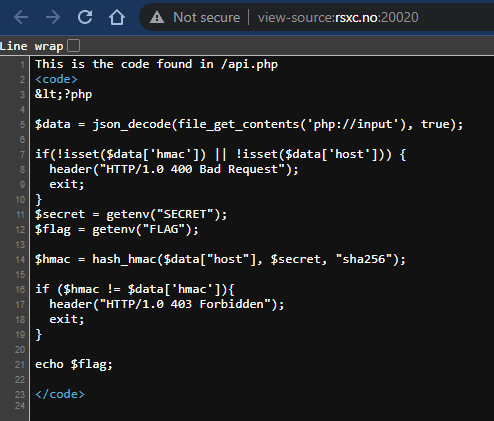 Not secure | view-source:rsxc.no:20020
Line wrap
1 This is the code found in /api.php
2 <code>
3 &lt;?php
4
5 $data = json_decode(file_get_contents('php://input'), true);
6
7 if(!isset($data['hmac']) || !isset($data['host'])) {
8   header("HTTP/1.0 400 Bad Request");
9   exit;
10 }
11 $secret = getenv("SECRET");
12 $flag = getenv("FLAG");
13
14 $hmac = hash_hmac($data["host"], $secret, "sha256");
15
16 if ($hmac != $data['hmac']){
17   header("HTTP/1.0 403 Forbidden");
18   exit;
19 }
20
21 echo $flag;
22
23 </code>
24